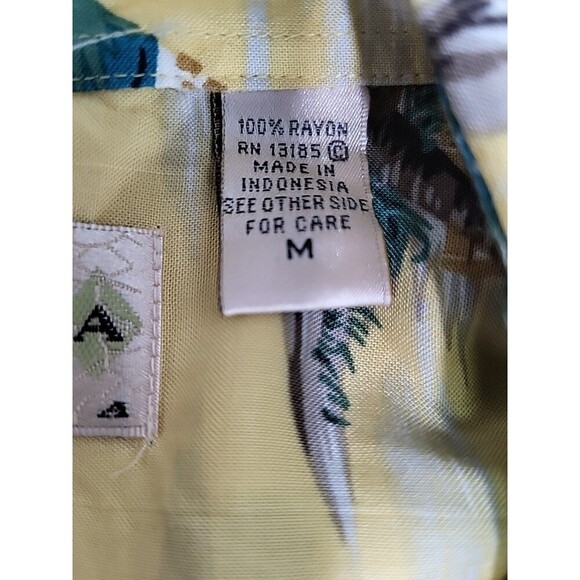 100% RAYON
RN 13185 ©
MADE IN
INDONESIA
SEE OTHER SIDE
FOR CARE
M
A